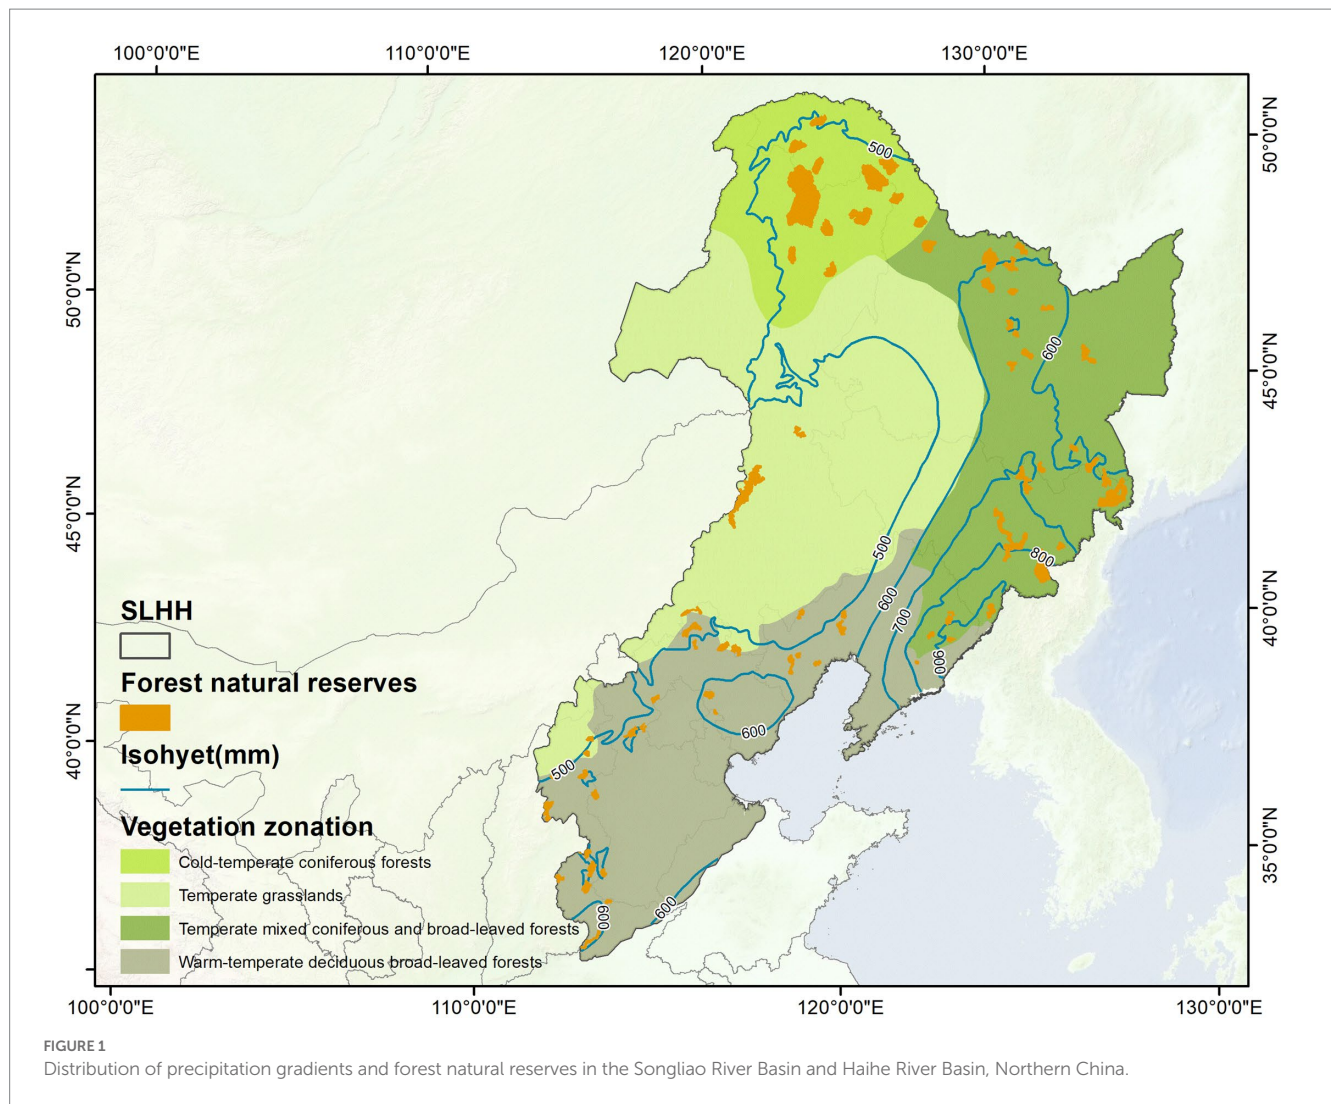 100°0'0"E 110°0'0"E 120°0'0"E 130°0'0"E
50°0'0"N
500
50°0'0"N
600
45°0'0"N
45°0'0"N
500
800
600
40°0'0"N
700
900
SLHH
Forest natural reserves
40°0'0"N
600
Isohyet(mm)
500
Vegetation zonation
35°0'0"N
Cold-temperate coniferous forests
Temperate grasslands
600
600
Temperate mixed coniferous and broad-leaved forests
Warm-temperate deciduous broad-leaved forests
100°0'0"E 110°0'0"E 120°0'0"E 130°0'0"E
FIGURE 1
Distribution of precipitation gradients and forest natural reserves in the Songliao River Basin and Haihe River Basin, Northern China.